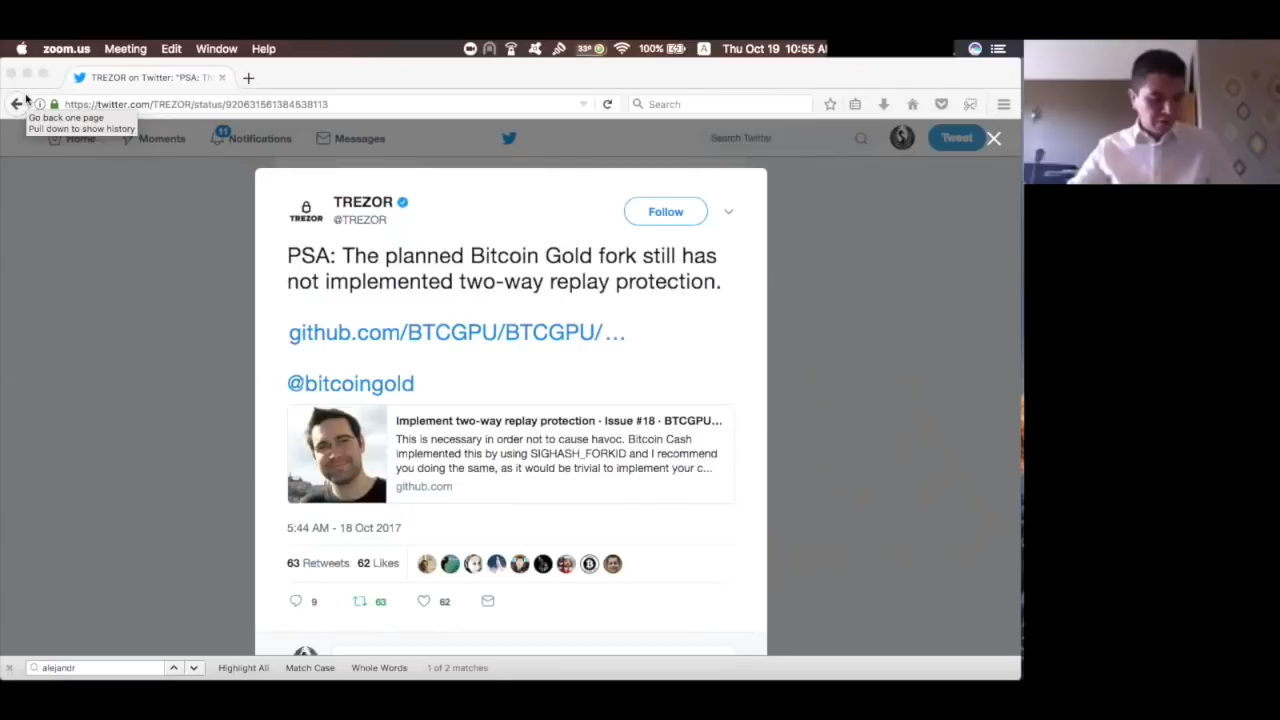 zoom.us Meeting Edit Window Help 33° 100% A Thu Oct 19 10:55 A
TREZOR on Twitter: "PSA: Th
https://twitter.com/TREZOR/status/920631561384538113
Search
Go back one page
Pull down to show history
Home Moments 11 Notifications Messages Search Twitter Tweet
TREZOR
TREZOR
@TREZOR
Follow
PSA: The planned Bitcoin Gold fork still has
not implemented two-way replay protection.
github.com/BTCGPU/BTCGPU/…
@bitcoingold
Implement two-way replay protection · Issue #18 · BTCGPU...
This is necessary in order not to cause havoc. Bitcoin Cash
implemented this by using SIGHASH_FORKID and I recommend
you doing the same, as it would be trivial to implement your c...
github.com
5:44 AM - 18 Oct 2017
63 Retweets 62 Likes
9 63 62
alejandr Highlight All Match Case Whole Words 1 of 2 matches